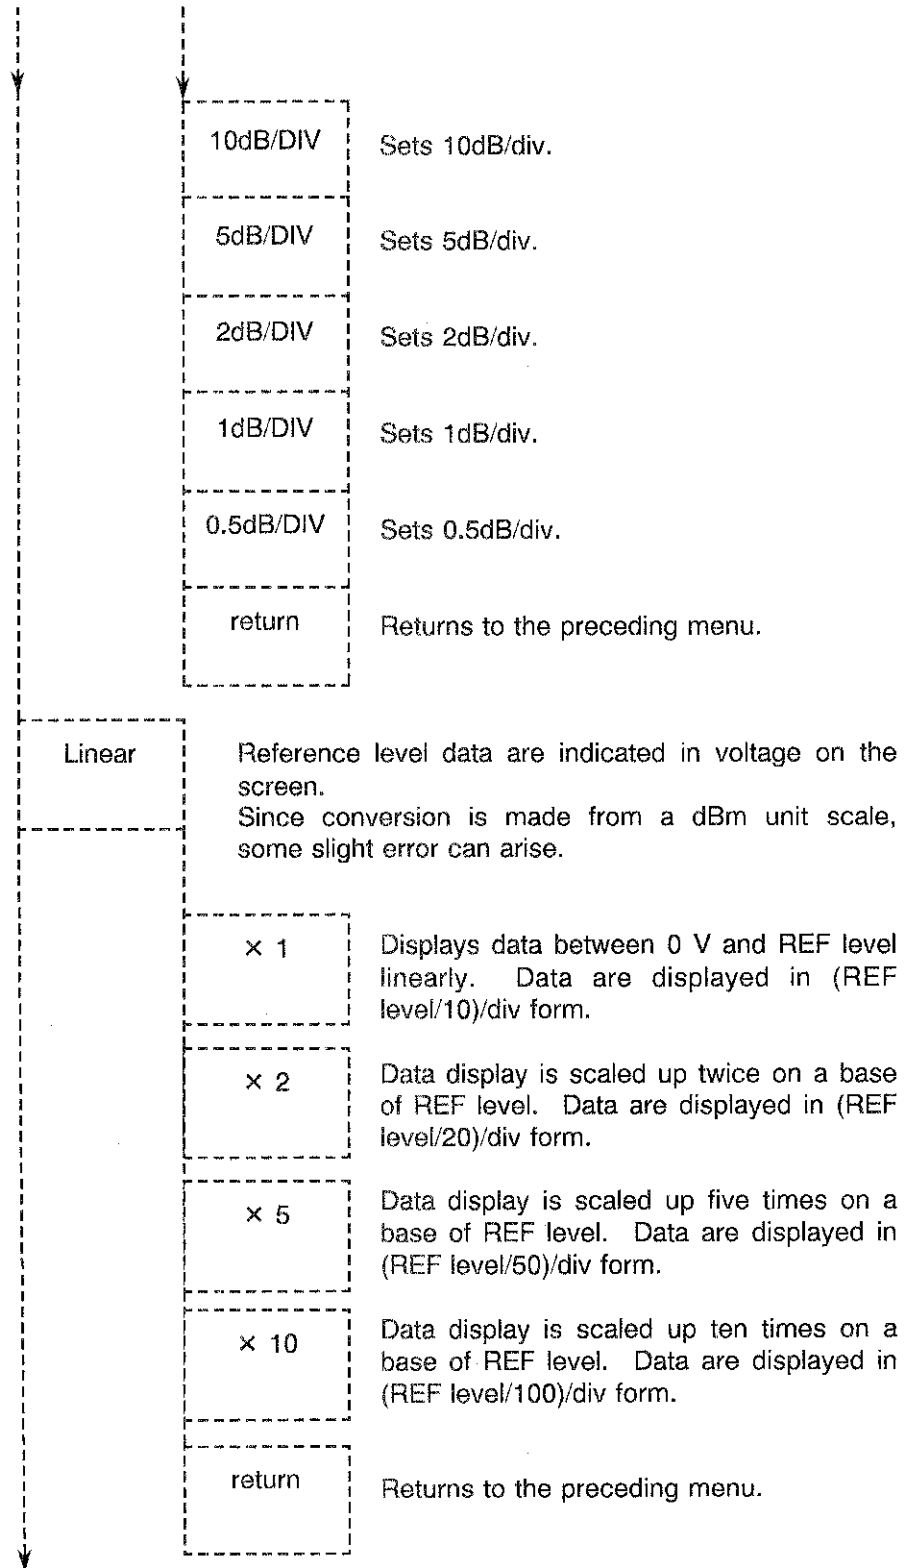 10dB/DIV
Sets 10dB/div.
5dB/DIV
Sets 5dB/div.
2dB/DIV
Sets 2dB/div.
1dB/DIV
Sets 1dB/div.
0.5dB/DIV
Sets 0.5dB/div.
return
Returns to the preceding menu.
Linear
Reference level data are indicated in voltage on the
screen.
Since conversion is made from a dBm unit scale,
some slight error can arise.
× 1
Displays data between 0 V and REF level
linearly. Data are displayed in (REF
level/10)/div form.
× 2
Data display is scaled up twice on a base
of REF level. Data are displayed in (REF
level/20)/div form.
× 5
Data display is scaled up five times on a
base of REF level. Data are displayed in
(REF level/50)/div form.
× 10
Data display is scaled up ten times on a
base of REF level. Data are displayed in
(REF level/100)/div form.
return
Returns to the preceding menu.